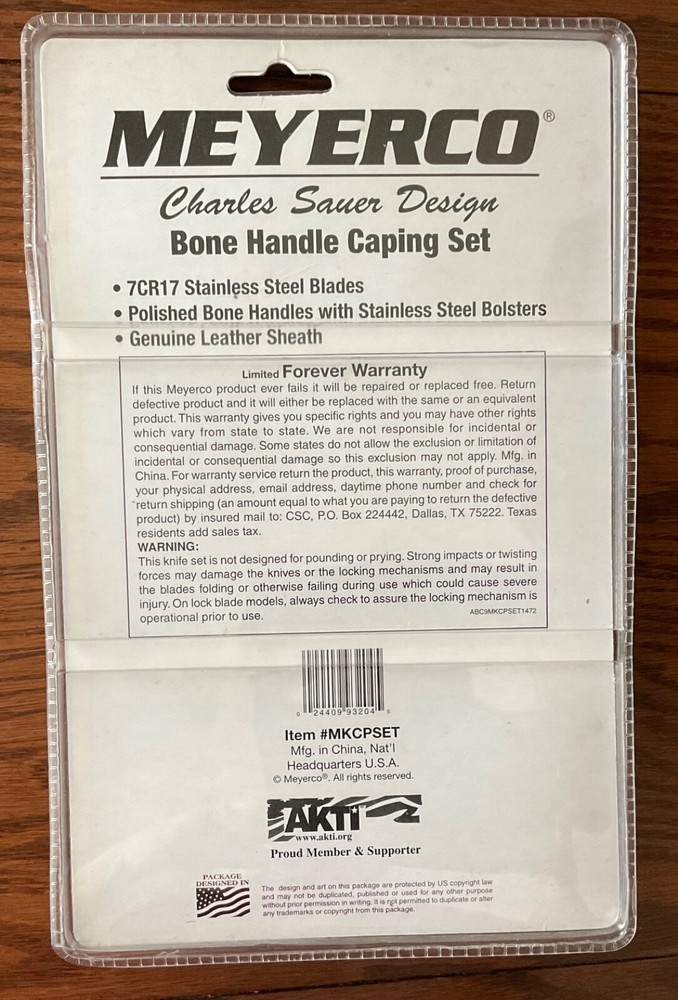 MEYERCO®
Charles Sauer Design
Bone Handle Caping Set
• 7CR17 Stainless Steel Blades
• Polished Bone Handles with Stainless Steel Bolsters
• Genuine Leather Sheath
Limited Forever Warranty
If this Meyerco product ever fails it will be repaired or replaced free. Return
defective product and it will either be replaced with the same or an equivalent
product. This warranty gives you specific rights and you may have other rights
which vary from state to state. We are not responsible for incidental or
consequential damage. Some states do not allow the exclusion or limitation of
incidental or consequential damage so this exclusion may not apply. Mfg. in
China. For warranty service return the product, this warranty, proof of purchase,
your physical address, email address, daytime phone number and check for
return shipping (an amount equal to what you are paying to return the defective
product) by insured mail to: CSC, P.O. Box 224442, Dallas, TX 75222. Texas
residents add sales tax.
WARNING:
This knife set is not designed for pounding or prying. Strong impacts or twisting
forces may damage the knives or the locking mechanisms and may result in
the blades folding or otherwise failing during use which could cause severe
injury. On lock blade models, always check to assure the locking mechanism is
operational prior to use.
ABC9MKCPSET1472
0 24409 93204 5
Item #MKCPSET
Mfg. in China, Nat'l
Headquarters U.S.A.
© Meyerco®. All rights reserved.
AKTI
www.akti.org
Proud Member & Supporter
PACKAGE
DESIGNED IN
The design and art on this package are protected by US copyright law
and may not be duplicated, published or used for any other purpose
without prior permission in writing. It is not permitted to duplicate or alter
any trademarks or copyright from this package.